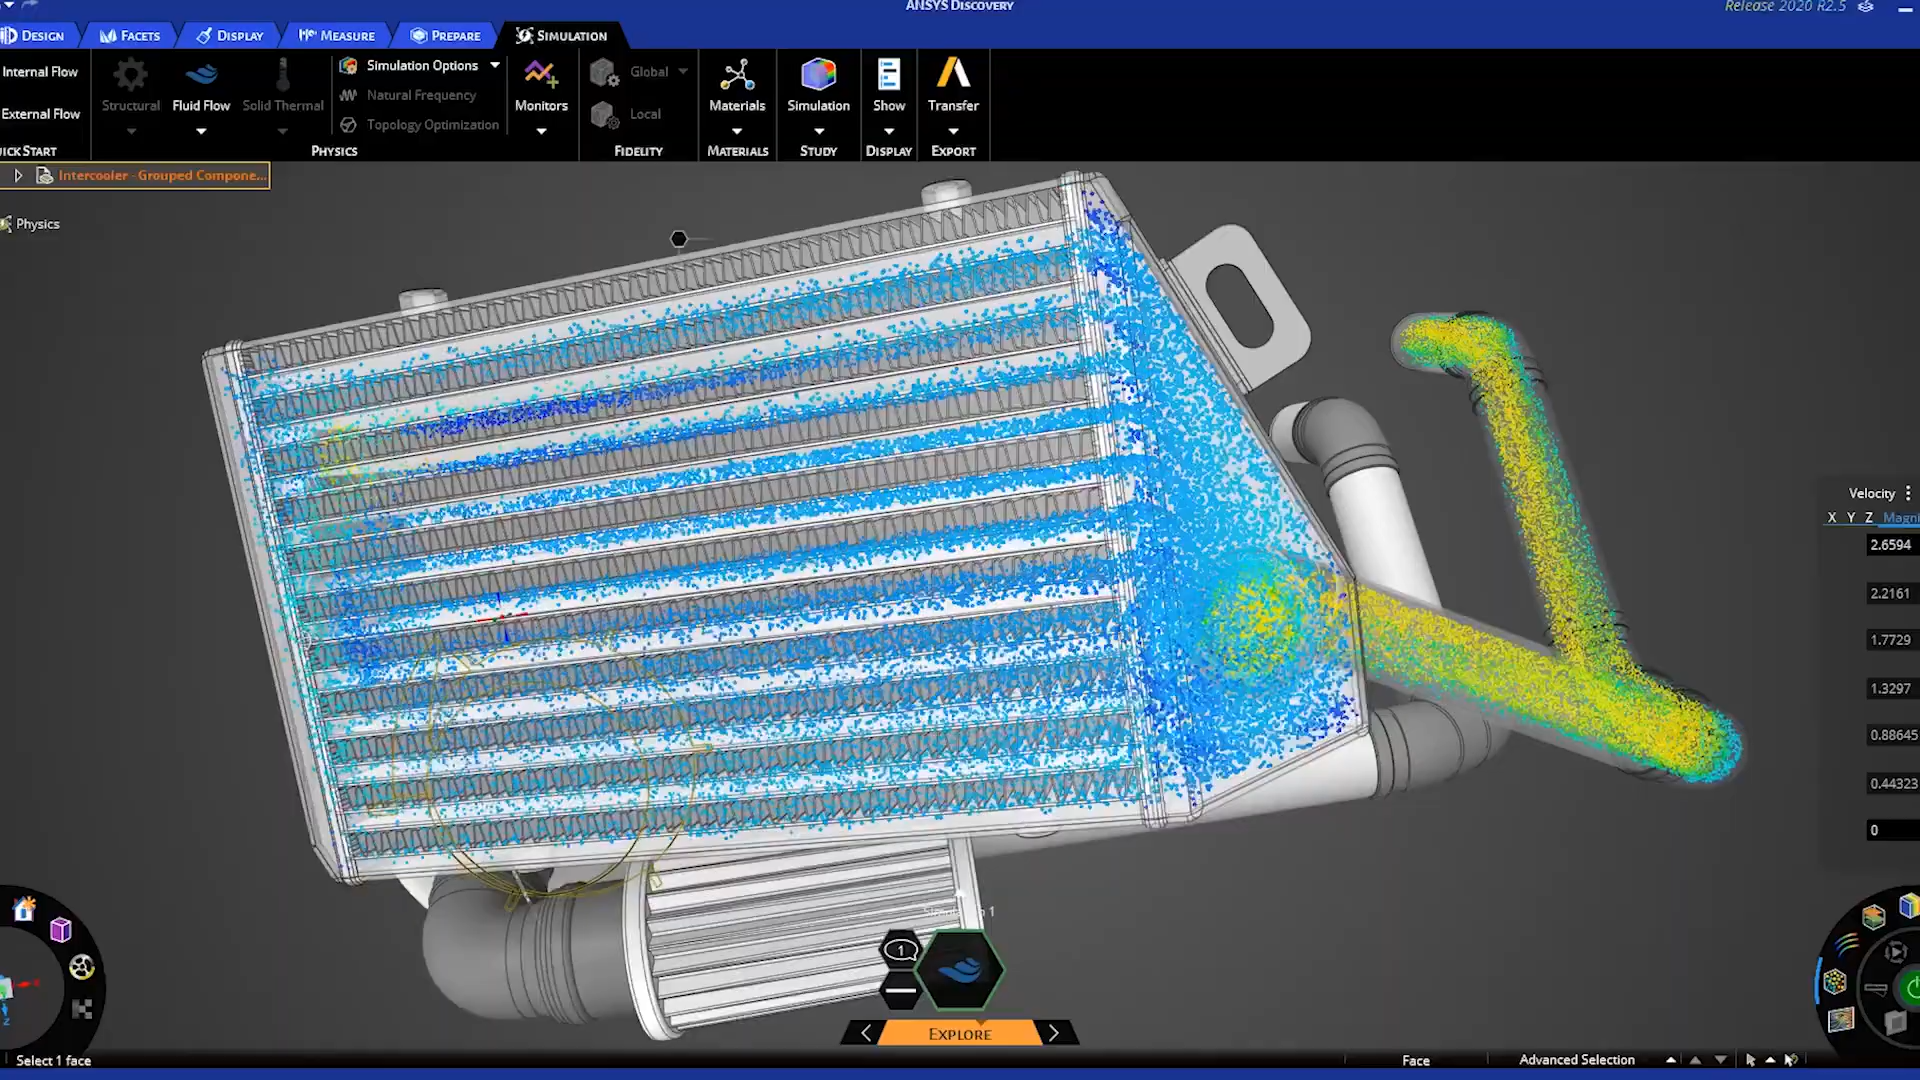 ANSYS DISCOVERY
Release 2020 R2.5
DESIGN FACETS DISPLAY MEASURE PREPARE SIMULATION
Internal Flow
External Flow
Structural
Fluid Flow
Solid Thermal
Simulation Options
Natural Frequency
Topology Optimization
Monitors
Global
Local
Materials
Simulation
Show
Transfer
UICK START
PHYSICS
FIDELITY
MATERIALS
STUDY
DISPLAY
EXPORT
Intercooler - Grouped Compone...
Physics
Velocity
X Y Z Magni
2.6594
2.2161
1.7729
1.3297
0.88645
0.44323
0
1
1
EXPLORE
Z
Select 1 face
Face
Advanced Selection